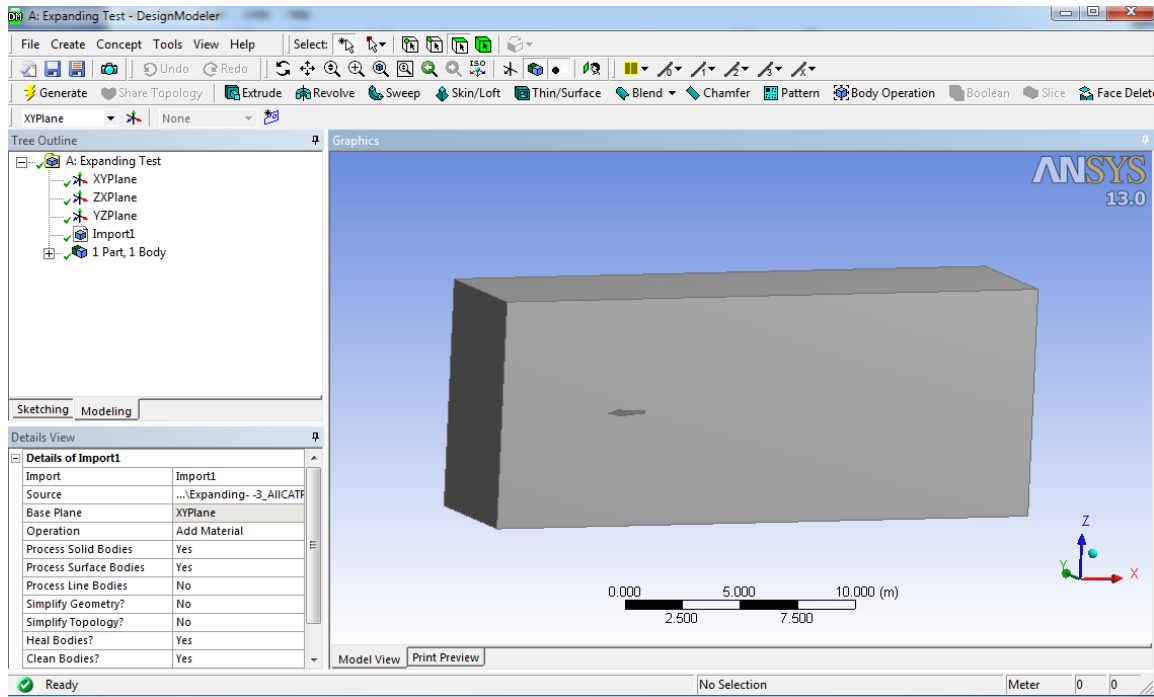 A: Expanding Test - DesignModeler
File Create Concept Tools View Help Select:
Undo Redo ISO
Generate Share Topology Extrude Revolve Sweep Skin/Loft Thin/Surface Blend Chamfer Pattern Body Operation Boolean Slice Face Delet
XYPlane None
Tree Outline
A: Expanding Test
XYPlane
ZXPlane
YZPlane
Import1
1 Part, 1 Body
Sketching Modeling
Details View
Details of Import1
Import Import1
Source ...\Expanding- -3_AllCATP
Base Plane XYPlane
Operation Add Material
Process Solid Bodies Yes
Process Surface Bodies Yes
Process Line Bodies No
Simplify Geometry? No
Simplify Topology? No
Heal Bodies? Yes
Clean Bodies? Yes
Graphics
ANSYS
13.0
Z
Y
X
0.000 5.000 10.000 (m)
2.500 7.500
Model View Print Preview
Ready No Selection Meter 0 0